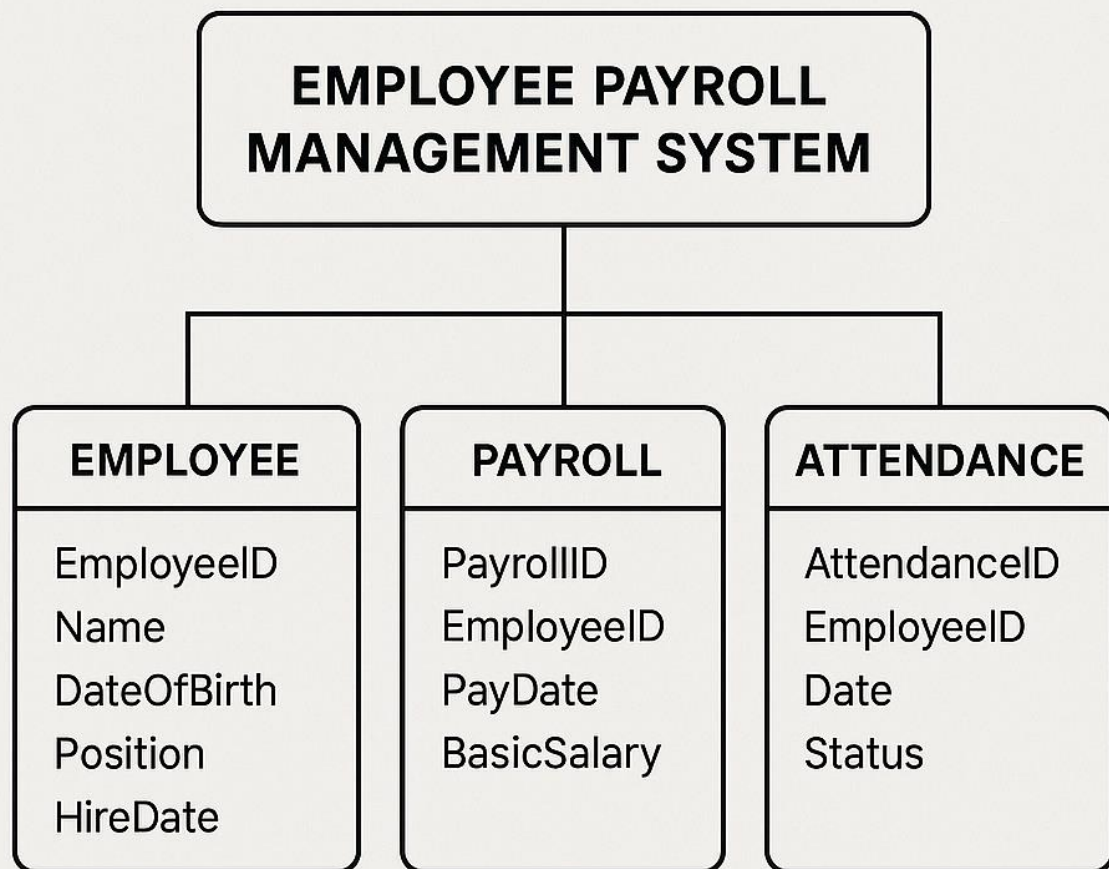 EMPLOYEE PAYROLL
MANAGEMENT SYSTEM
EMPLOYEE
EmployeeID
Name
DateOfBirth
Position
HireDate
PAYROLL
PayrollID
EmployeeID
PayDate
BasicSalary
ATTENDANCE
AttendanceID
EmployeeID
Date
Status